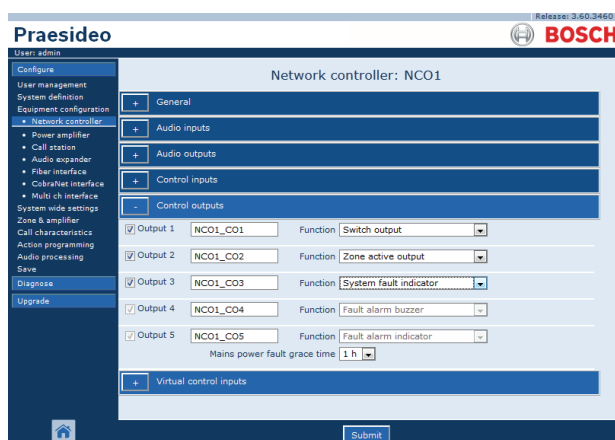 Release: 3.60.3460
Praesideo
BOSCH
User: admin
Configure
User management
System definition
Equipment configuration
• Network controller
• Power amplifier
• Call station
• Audio expander
• Fiber interface
• CobraNet interface
• Multi ch interface
System wide settings
Zone & amplifier
Call characteristics
Action programming
Audio processing
Save
Diagnose
Upgrade
Network controller: NCO1
+ General
+ Audio inputs
+ Audio outputs
+ Control inputs
- Control outputs
Output 1 NCO1_CO1 Function Switch output
Output 2 NCO1_CO2 Function Zone active output
Output 3 NCO1_CO3 Function System fault indicator
Output 4 NCO1_CO4 Function Fault alarm buzzer
Output 5 NCO1_CO5 Function Fault alarm indicator
Mains power fault grace time 1 h
+ Virtual control inputs
Submit